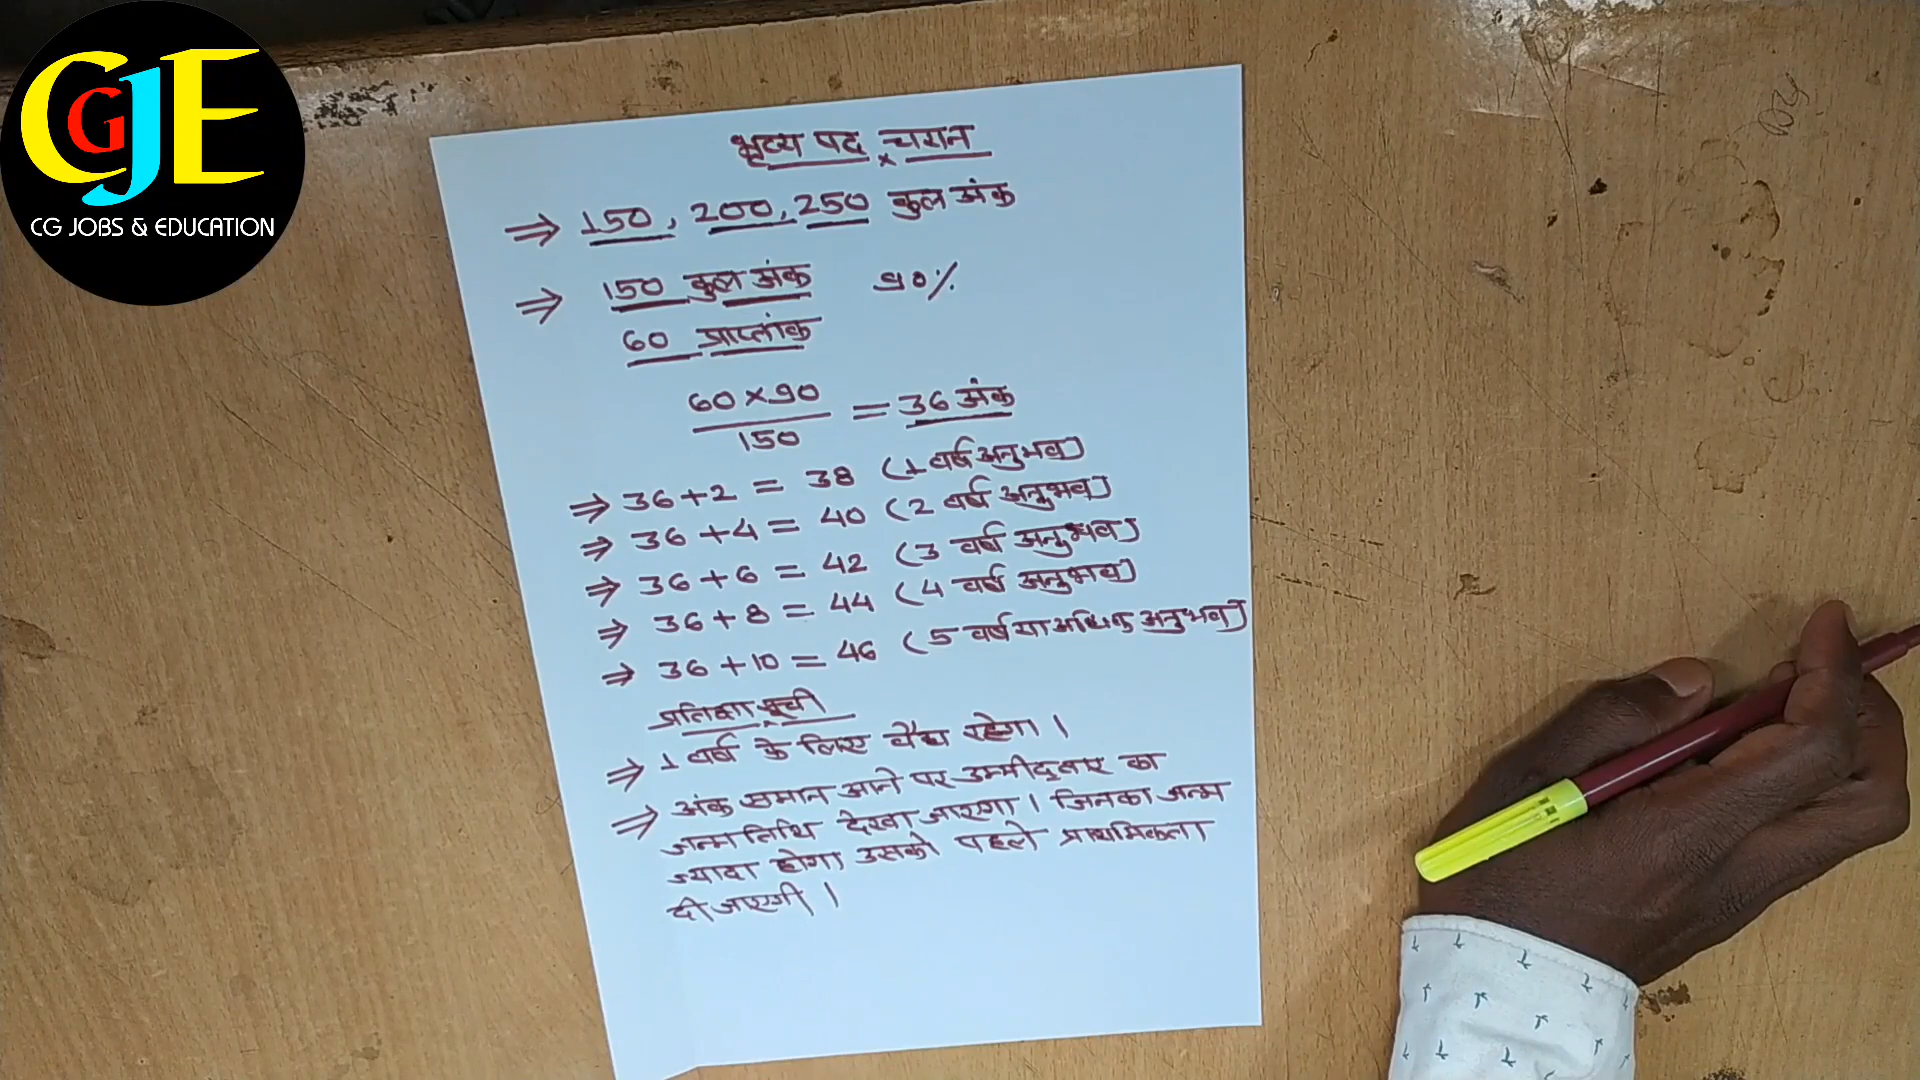 CGJE
CG JOBS & EDUCATION
भृत्य पद चयन
⇒ 150, 200, 250 कुल अंक
⇒ 150 कुल अंक 90%
60 प्राप्तांक
60×90
150
= 36 अंक
⇒ 36+2 = 38 (1 वर्ष अनुभव)
⇒ 36+4 = 40 (2 वर्ष अनुभव)
⇒ 36+6 = 42 (3 वर्ष अनुभव)
⇒ 36+8 = 44 (4 वर्ष अनुभव)
⇒ 36+10 = 46 (5 वर्ष या अधिक अनुभव)
प्रतिक्षा सूची
⇒ 1 वर्ष के लिए वैध रहेगा।
⇒ अंक समान आने पर उम्मीदवार का
जन्मतिथि देखा जाएगा। जिनका जन्म
ज्यादा होगा उसको पहले प्राथमिकता
दी जाएगी।